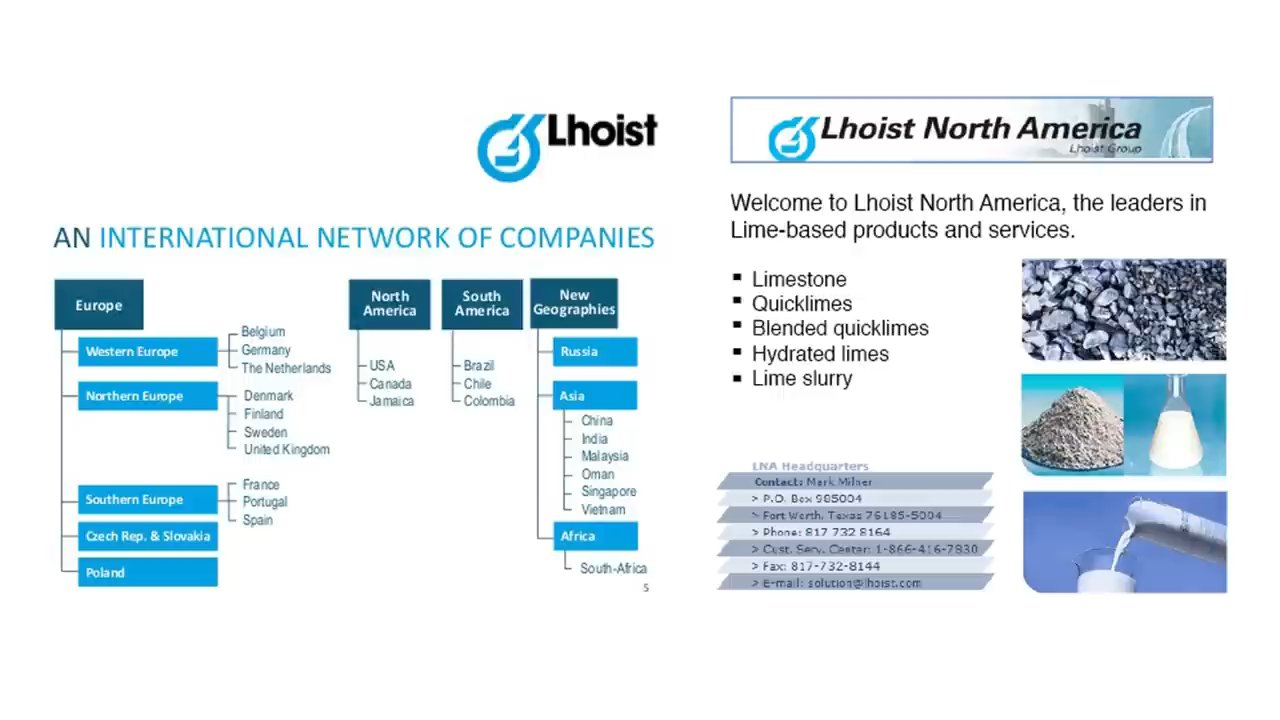 Lhoist
AN INTERNATIONAL NETWORK OF COMPANIES
Europe
Western Europe
Belgium
Germany
The Netherlands
Northern Europe
Denmark
Finland
Sweden
United Kingdom
Southern Europe
France
Portugal
Spain
Czech Rep. & Slovakia
Poland
North
America
USA
Canada
Jamaica
South
America
Brazil
Chile
Colombia
New
Geographies
Russia
Asia
China
India
Malaysia
Oman
Singapore
Vietnam
Africa
South-Africa
5
Lhoist North America
Lhoist Group
Welcome to Lhoist North America, the leaders in
Lime-based products and services.
▪ Limestone
▪ Quicklimes
▪ Blended quicklimes
▪ Hydrated limes
▪ Lime slurry
LNA Headquarters
Contact: Mark Milner
> P.O. Box 985004
> Fort Worth, Texas 76185-5004
> Phone: 817 732 8164
> Cust. Serv. Center: 1-866-416-7830
> Fax: 817-732-8144
> E-mail: solution@lhoist.com